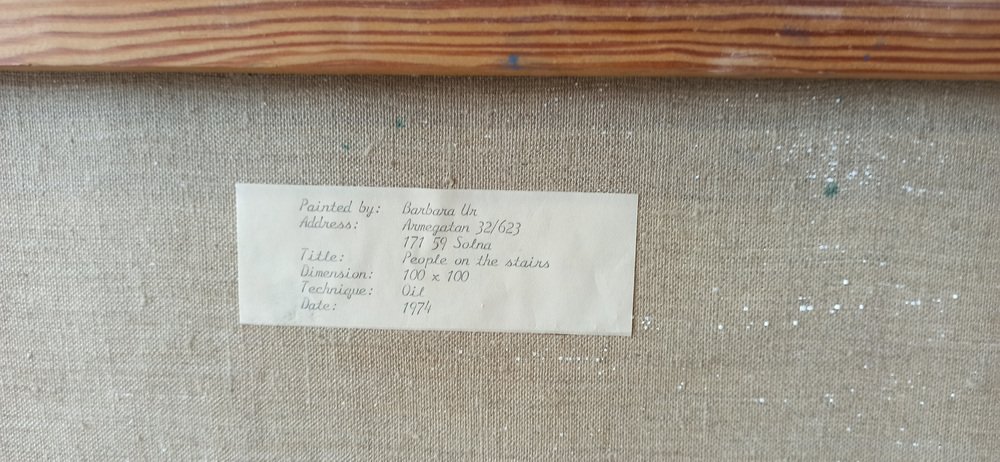 Painted by: Barbara Ur
Address: Armegatan 32/623
171 59 Solna
Title: People on the stairs
Dimension: 100 x 100
Technique: Oil
Date: 1974